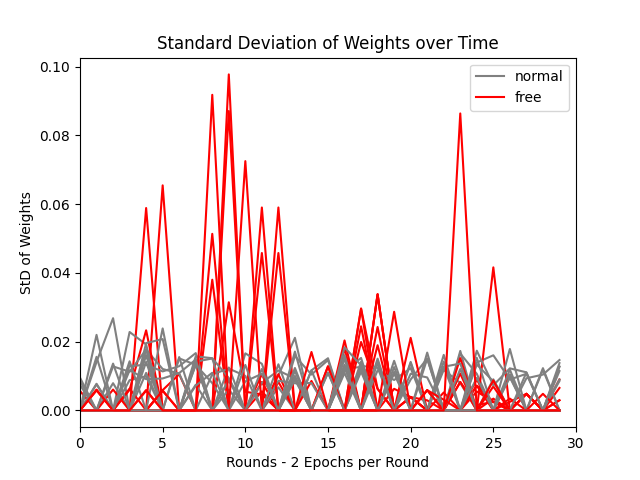 Standard Deviation of Weights over Time
normal
free
StD of Weights
0.10
0.08
0.06
0.04
0.02
0.00
0 5 10 15 20 25 30
Rounds - 2 Epochs per Round